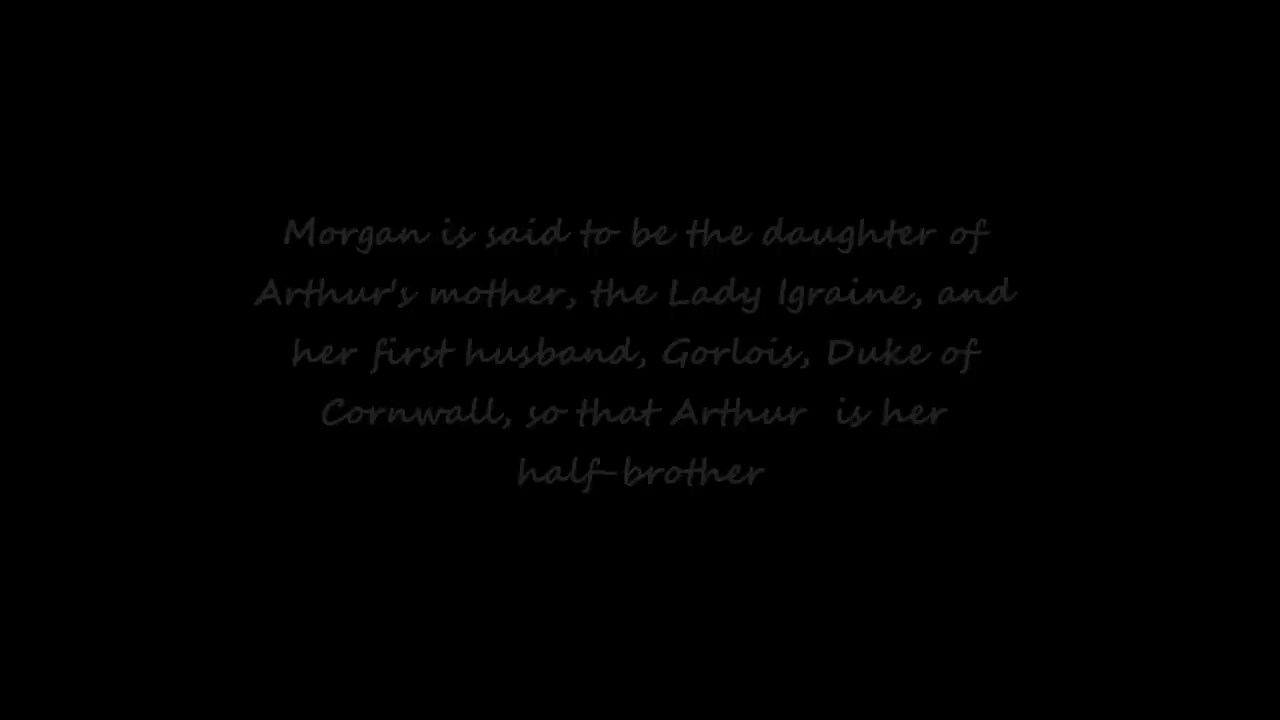 Morgan is said to be the daughter of
Arthur's mother, the Lady Igraine, and
her first husband, Gorlois, Duke of
Cornwall, so that Arthur  is her
half-brother